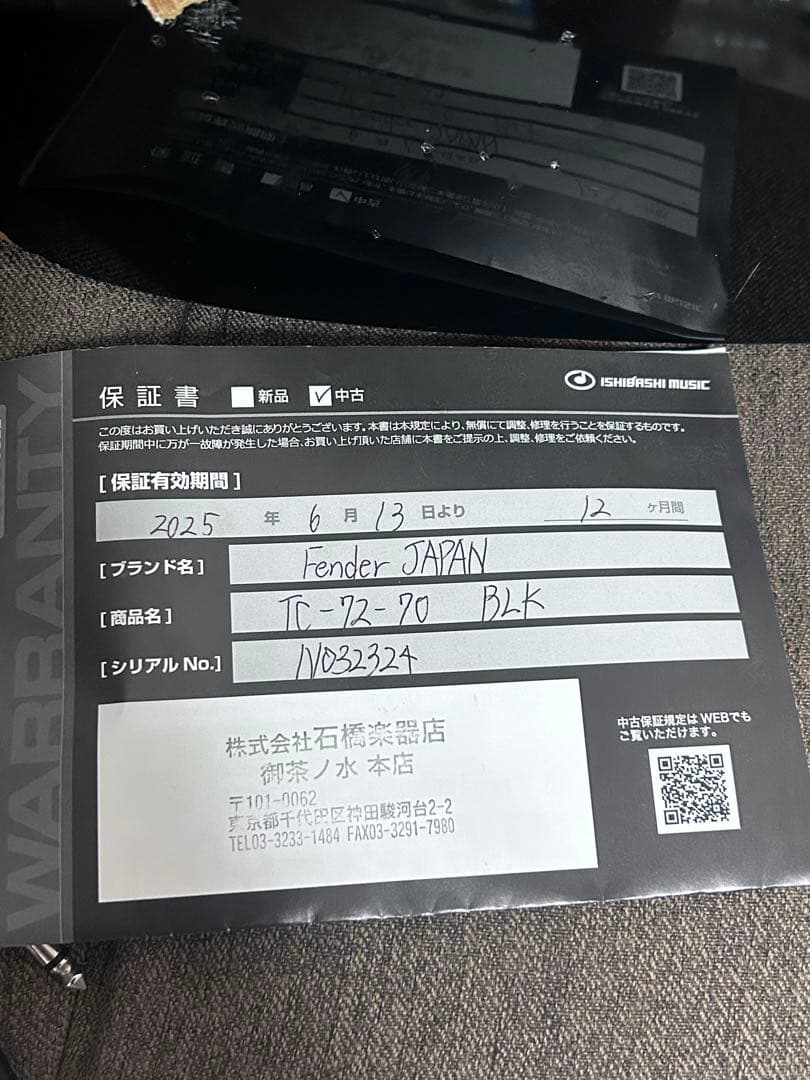 WARRANTY
保証書 新品 中古
ISHIBASHI MUSIC
この度はお買い上げいただき誠にありがとうございます。本書は本規定により、無償にて調整、修理を行うことを保証するものです。
保証期間中に万が一故障が発生した場合、お買い上げ頂いた店舗に本書をご提示の上、調整、修理をご依頼ください。
[保証有効期間]
2025 年 6 月 13 日より 12 ヶ月間
[ブランド名] Fender JAPAN
[商品名] TC-72-70 BLK
[シリアルNo.] N032324
株式会社石橋楽器店
御茶ノ水 本店
〒101-0062
東京都千代田区神田駿河台2-2
TEL03-3233-1484 FAX03-3291-7980
中古保証規定はWEBでも
ご覧いただけます。